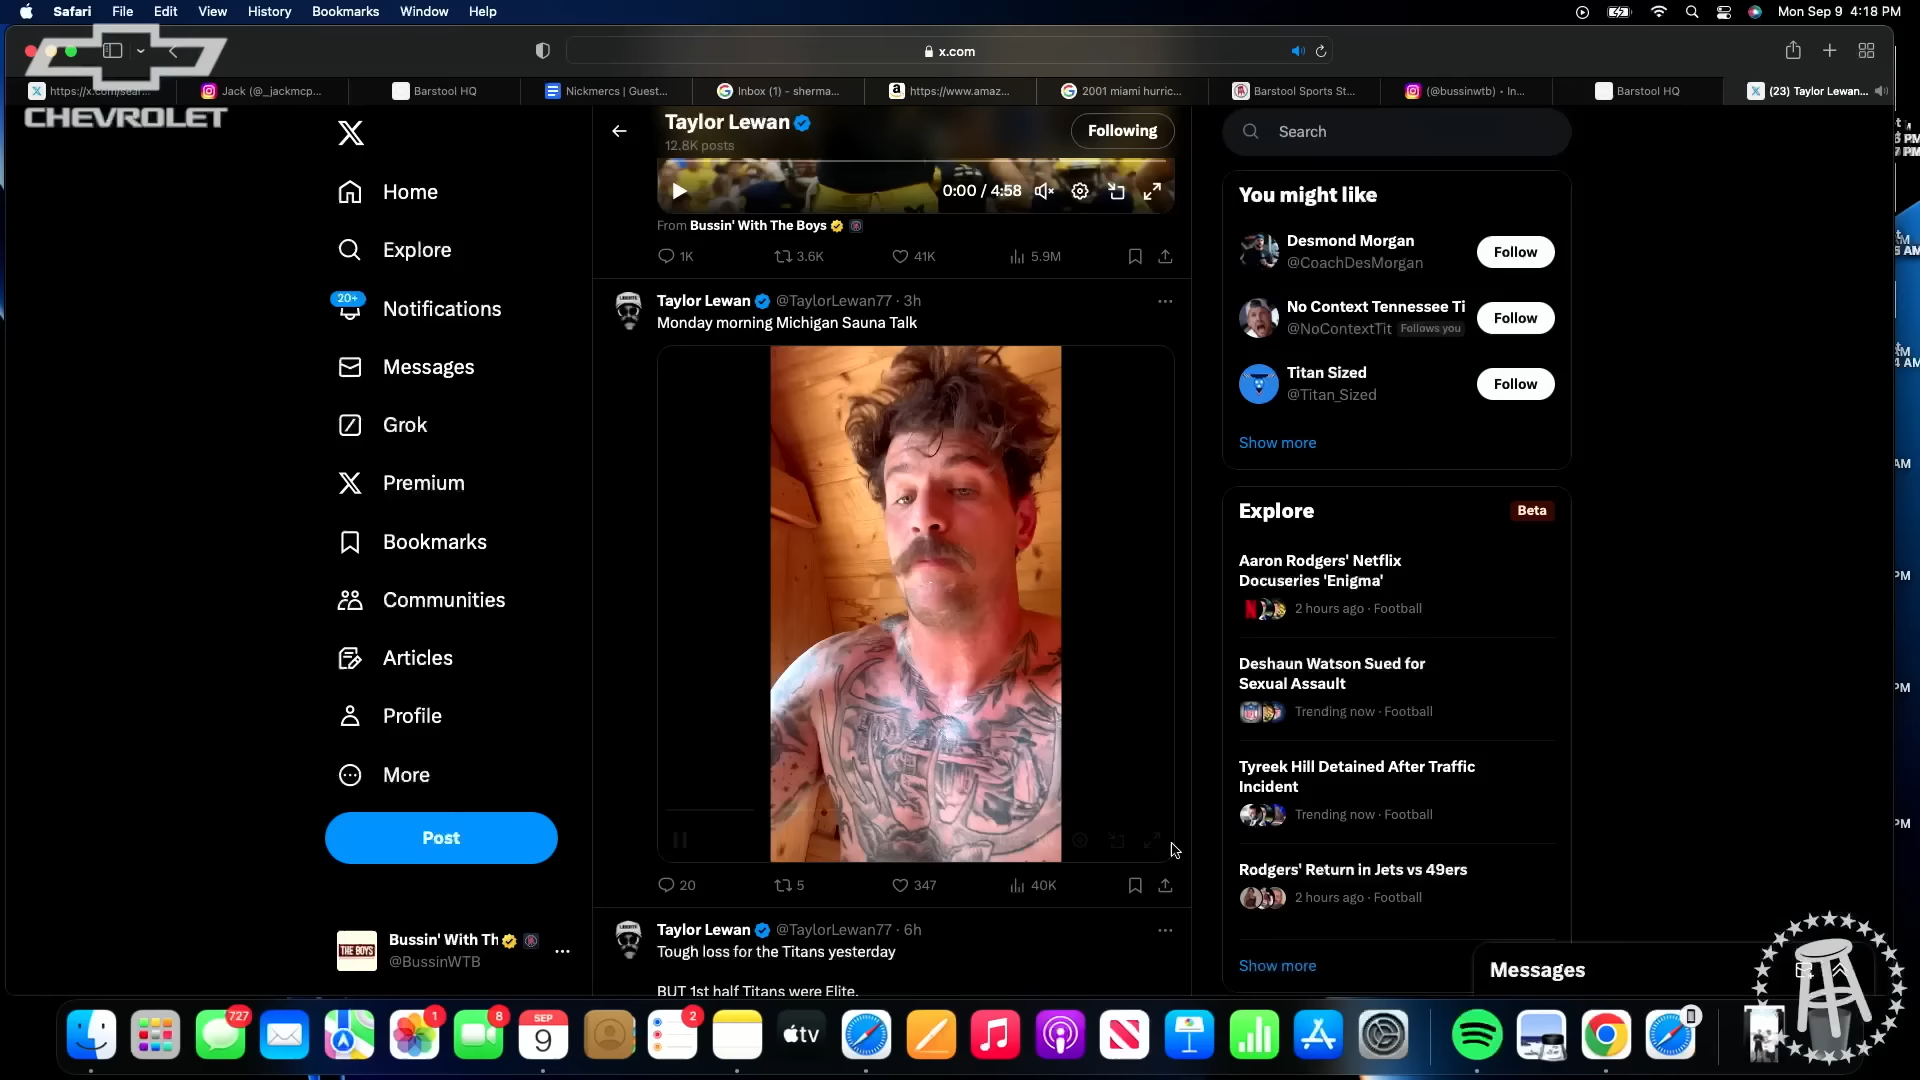 Safari File Edit View History Bookmarks Window Help
Mon Sep 9 4:18 PM
x.com
https://x.com/sear...
Jack (@_jackmcp...
Barstool HQ
Nickmercs | Guest...
Inbox (1) - sherma...
https://www.amaz...
2001 miami hurric...
Barstool Sports St...
(@bussinwtb) • In...
Barstool HQ
(23) Taylor Lewan...
CHEVROLET
Home
Explore
20+
Notifications
Messages
Grok
Premium
Bookmarks
Communities
Articles
Profile
More
Post
Bussin' With Th
@BussinWTB
THE BOYS
Taylor Lewan
12.8K posts
Following
0:00 / 4:58
From Bussin' With The Boys
1K 3.6K 41K 5.9M
Taylor Lewan @TaylorLewan77 · 3h
Monday morning Michigan Sauna Talk
20 5 347 40K
Taylor Lewan @TaylorLewan77 · 6h
Tough loss for the Titans yesterday
BUT 1st half Titans were Elite.
Search
You might like
Desmond Morgan
@CoachDesMorgan
Follow
No Context Tennessee Ti
@NoContextTit Follows you
Follow
Titan Sized
@Titan_Sized
Follow
Show more
Explore
Beta
Aaron Rodgers' Netflix
Docuseries 'Enigma'
2 hours ago · Football
Deshaun Watson Sued for
Sexual Assault
Trending now · Football
Tyreek Hill Detained After Traffic
Incident
Trending now · Football
Rodgers' Return in Jets vs 49ers
2 hours ago · Football
Show more
Messages
727
1
8
SEP
9
2
tv